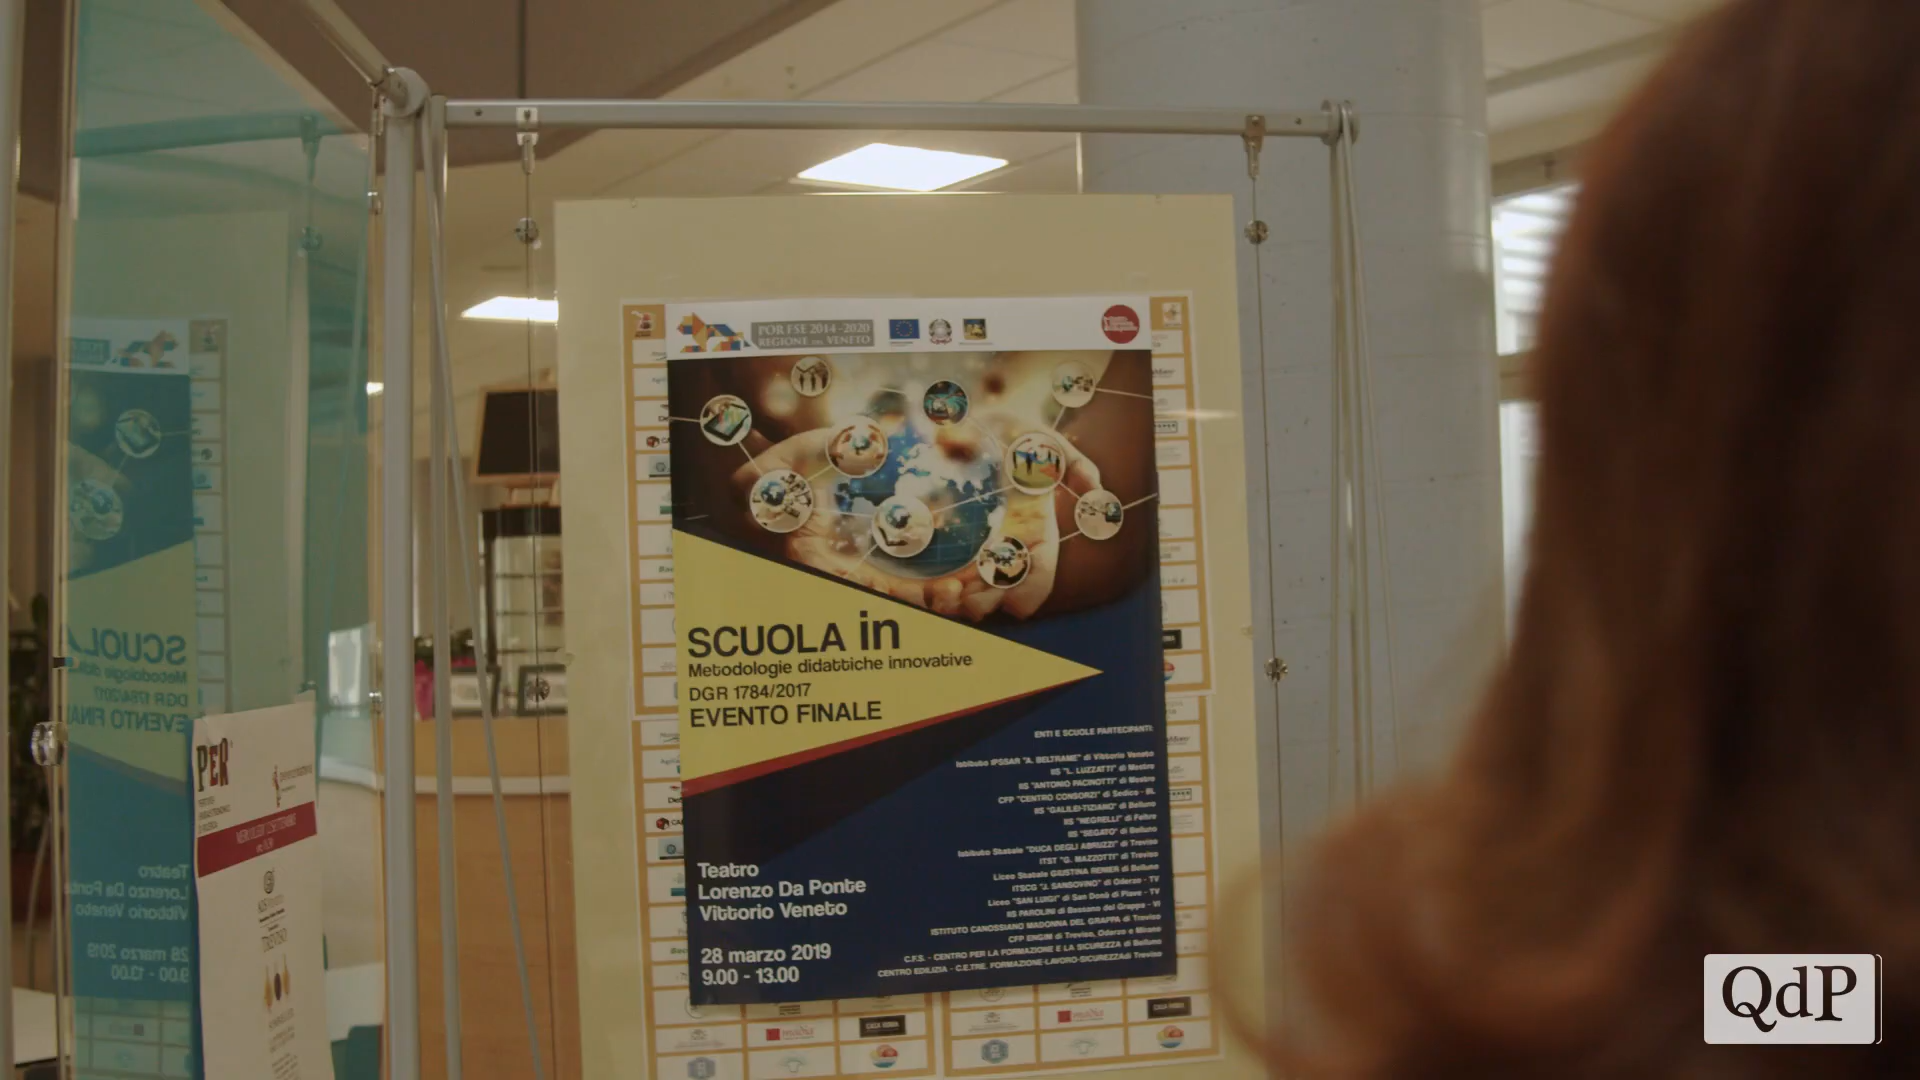 POR FSE 2014-2020
REGIONE DEL VENETO
SCUOLA in
Metodologie didattiche innovative
DGR 1784/2017
EVENTO FINALE
ENTI E SCUOLE PARTECIPANTI:
Istituto IPSSAR "A. BELTRAME" di Vittorio Veneto
IIS "L. LUZZATTI" di Mestre
IIS "ANTONIO PACINOTTI" di Mestre
CFP "CENTRO CONSORZI" di Sedico - BL
IIS "GALILEI-TIZIANO" di Belluno
IIS "NEGRELLI" di Feltre
IIS "SEGATO" di Belluno
Istituto Statale "DUCA DEGLI ABRUZZI" di Treviso
ITST "G. MAZZOTTI" di Treviso
Liceo Statale GIUSTINA RENIER di Belluno
ITSCG "J. SANSOVINO" di Oderzo - TV
Liceo "SAN LUIGI" di San Donà di Piave - TV
IIS PAROLINI di Bassano del Grappa - VI
ISTITUTO CANOSSIANO MADONNA DEL GRAPPA di Treviso
CFP ENGIM di Treviso, Oderzo e Mirano
C.F.S. - CENTRO PER LA FORMAZIONE E LA SICUREZZA di Belluno
CENTRO EDILIZIA - C.E.TRE. FORMAZIONE-LAVORO-SICUREZZAdi Treviso
Teatro
Lorenzo Da Ponte
Vittorio Veneto
28 marzo 2019
9.00 - 13.00
PER
TREVISO
QdP